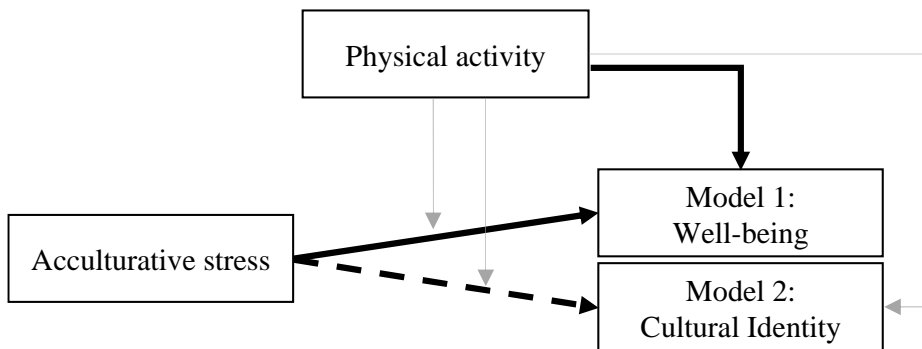 Physical activity
Model 1:
Well-being
Acculturative stress
Model 2:
Cultural Identity